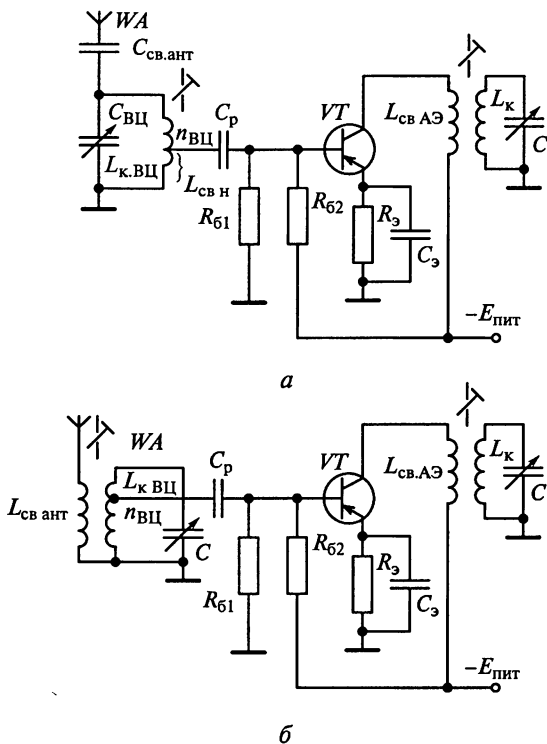 WA
Cсв.ант
CВЦ
nВЦ
Lк.ВЦ
Lсв н
Cр
Rб1
Rб2
VT
Rэ
Cэ
Lсв АЭ
Lк
C
−Eпит
а
WA
Lсв ант
Lк ВЦ
nВЦ
C
Cр
Rб1
Rб2
VT
Rэ
Cэ
Lсв.АЭ
Lк
C
−Eпит
б